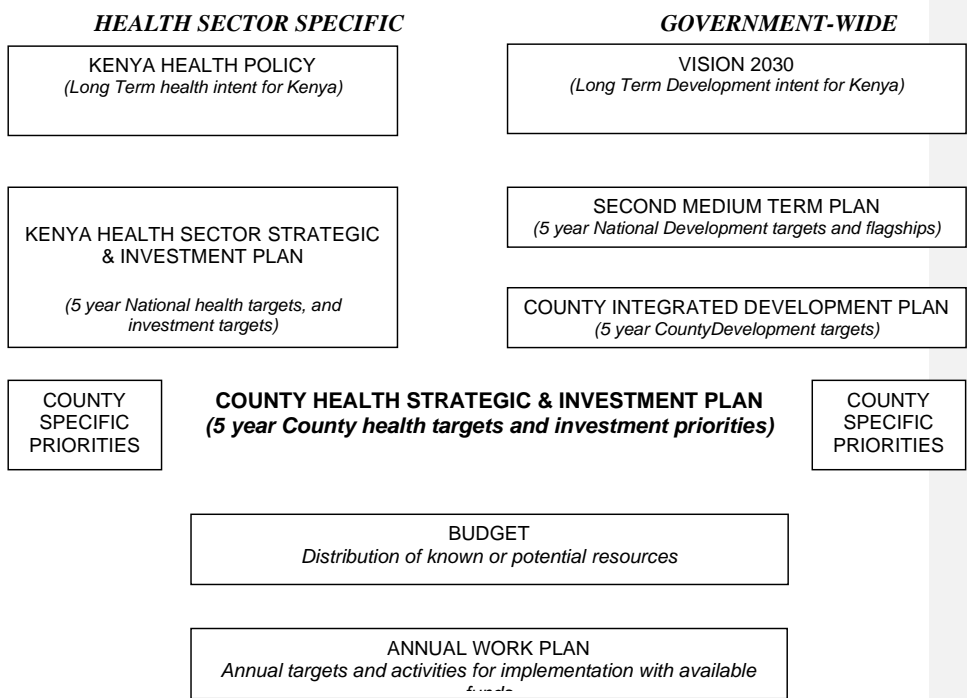 HEALTH SECTOR SPECIFIC
GOVERNMENT-WIDE
KENYA HEALTH POLICY
(Long Term health intent for Kenya)
VISION 2030
(Long Term Development intent for Kenya)
KENYA HEALTH SECTOR STRATEGIC
& INVESTMENT PLAN
(5 year National health targets, and
investment targets)
SECOND MEDIUM TERM PLAN
(5 year National Development targets and flagships)
COUNTY INTEGRATED DEVELOPMENT PLAN
(5 year CountyDevelopment targets)
COUNTY
SPECIFIC
PRIORITIES
COUNTY HEALTH STRATEGIC & INVESTMENT PLAN
(5 year County health targets and investment priorities)
COUNTY
SPECIFIC
PRIORITIES
BUDGET
Distribution of known or potential resources
ANNUAL WORK PLAN
Annual targets and activities for implementation with available
funds